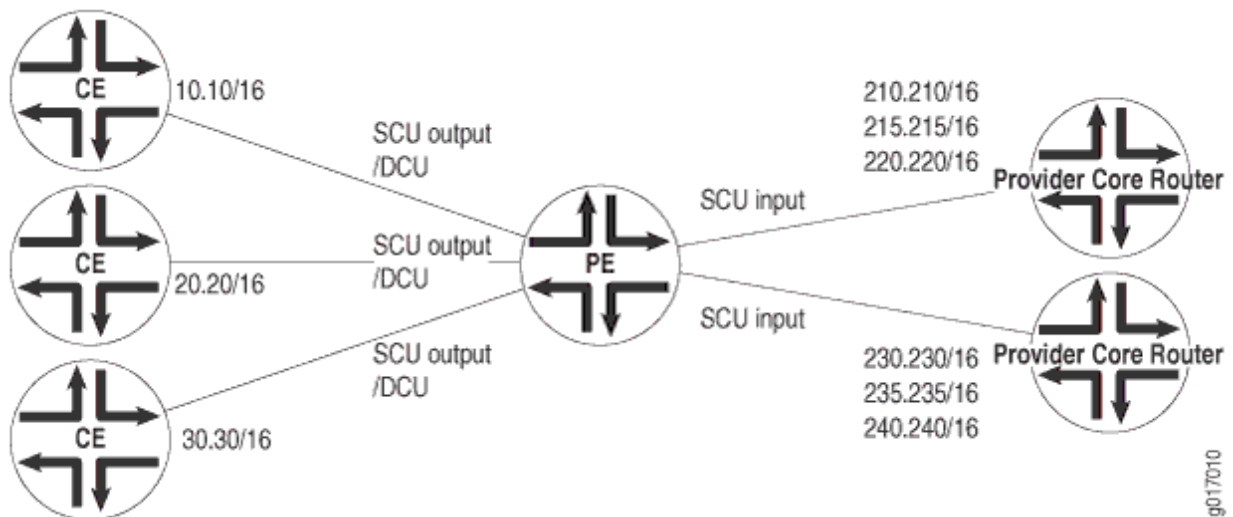 CE
10.10/16
SCU output
/DCU
CE
20.20/16
SCU output
/DCU
CE
30.30/16
SCU output
/DCU
PE
SCU input
210.210/16
215.215/16
220.220/16
Provider Core Router
SCU input
230.230/16
235.235/16
240.240/16
Provider Core Router
g017010